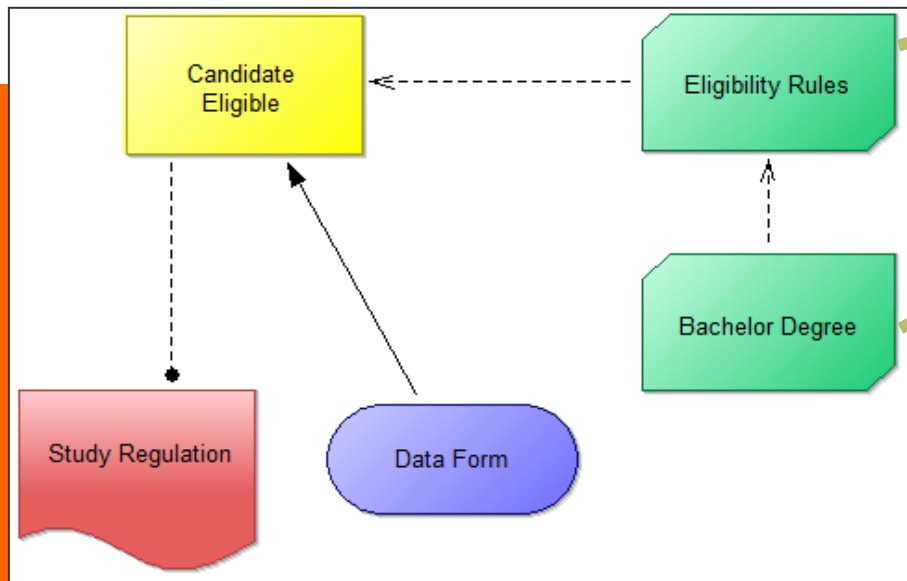 Candidate
Eligible
Eligibility Rules
Bachelor Degree
Study Regulation
Data Form